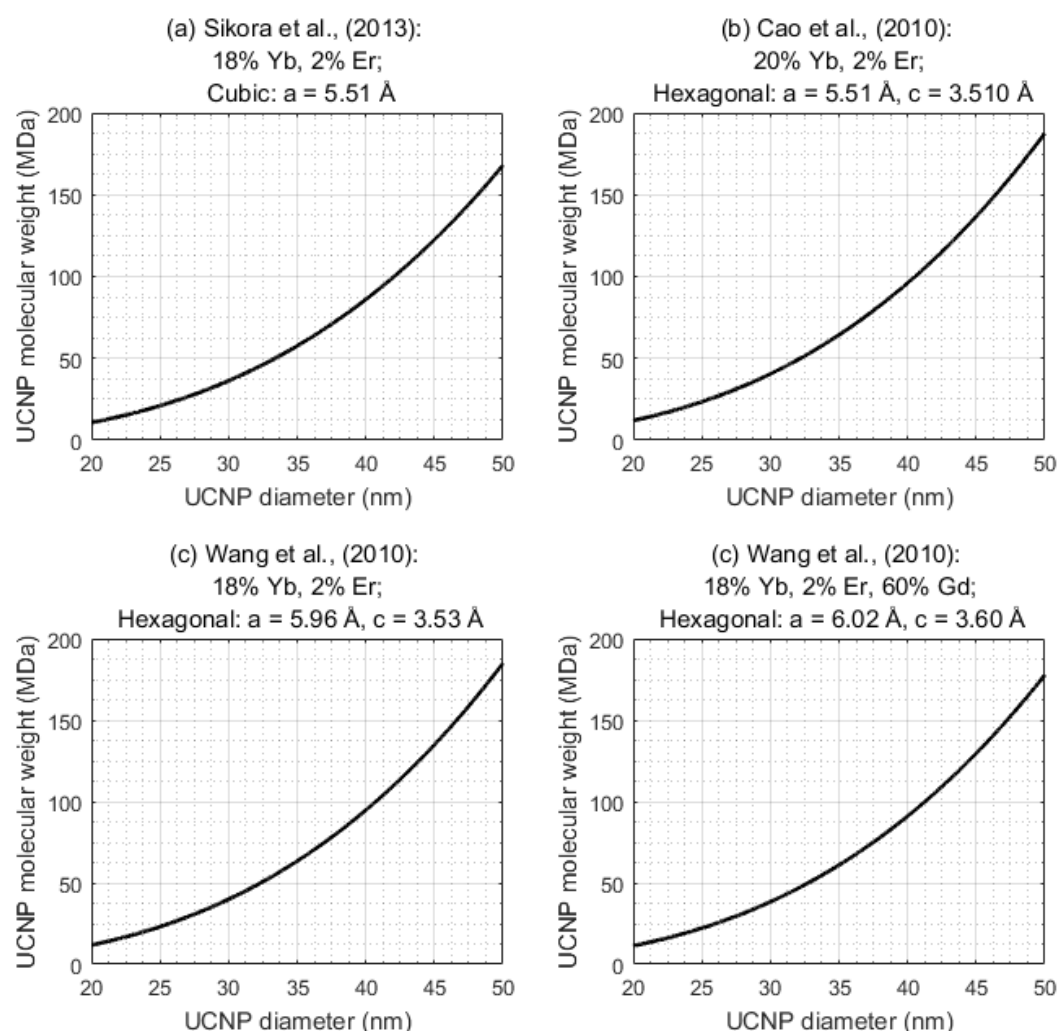 (a) Sikora et al., (2013):
18% Yb, 2% Er;
Cubic: a = 5.51 Å
200
150
100
50
0
20 25 30 35 40 45 50
UCNP diameter (nm)
UCNP molecular weight (MDa)
(b) Cao et al., (2010):
20% Yb, 2% Er;
Hexagonal: a = 5.51 Å, c = 3.510 Å
200
150
100
50
0
20 25 30 35 40 45 50
UCNP diameter (nm)
UCNP molecular weight (MDa)
(c) Wang et al., (2010):
18% Yb, 2% Er;
Hexagonal: a = 5.96 Å, c = 3.53 Å
200
150
100
50
0
20 25 30 35 40 45 50
UCNP diameter (nm)
UCNP molecular weight (MDa)
(c) Wang et al., (2010):
18% Yb, 2% Er, 60% Gd;
Hexagonal: a = 6.02 Å, c = 3.60 Å
200
150
100
50
0
20 25 30 35 40 45 50
UCNP diameter (nm)
UCNP molecular weight (MDa)